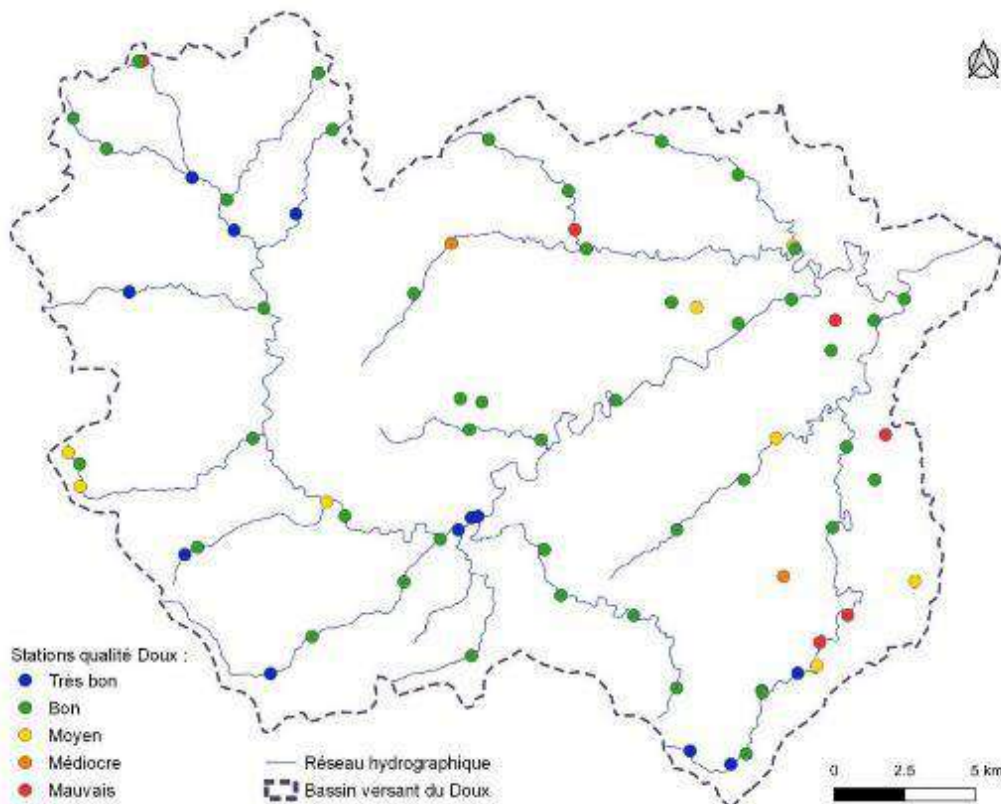 Stations qualité Doux :
Très bon
Bon
Moyen
Médiocre
Mauvais
Réseau hydrographique
Bassin versant du Doux
0 2.5 5 km